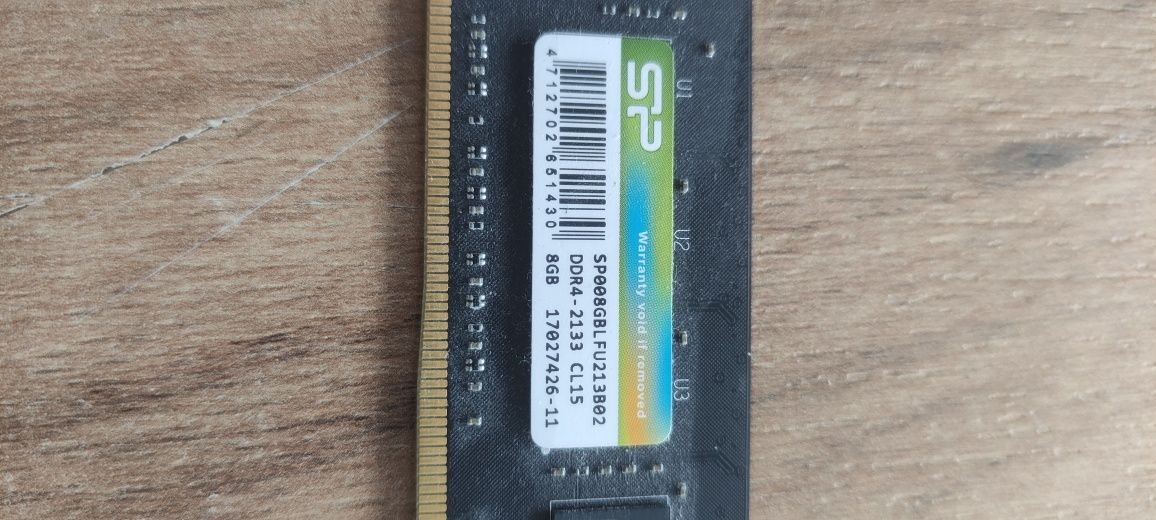 SP
Warranty void if removed
4 712702 651430
SP008GBLFU213B02
DDR4-2133 CL15
8GB 17027426-11
U1
U2
U3